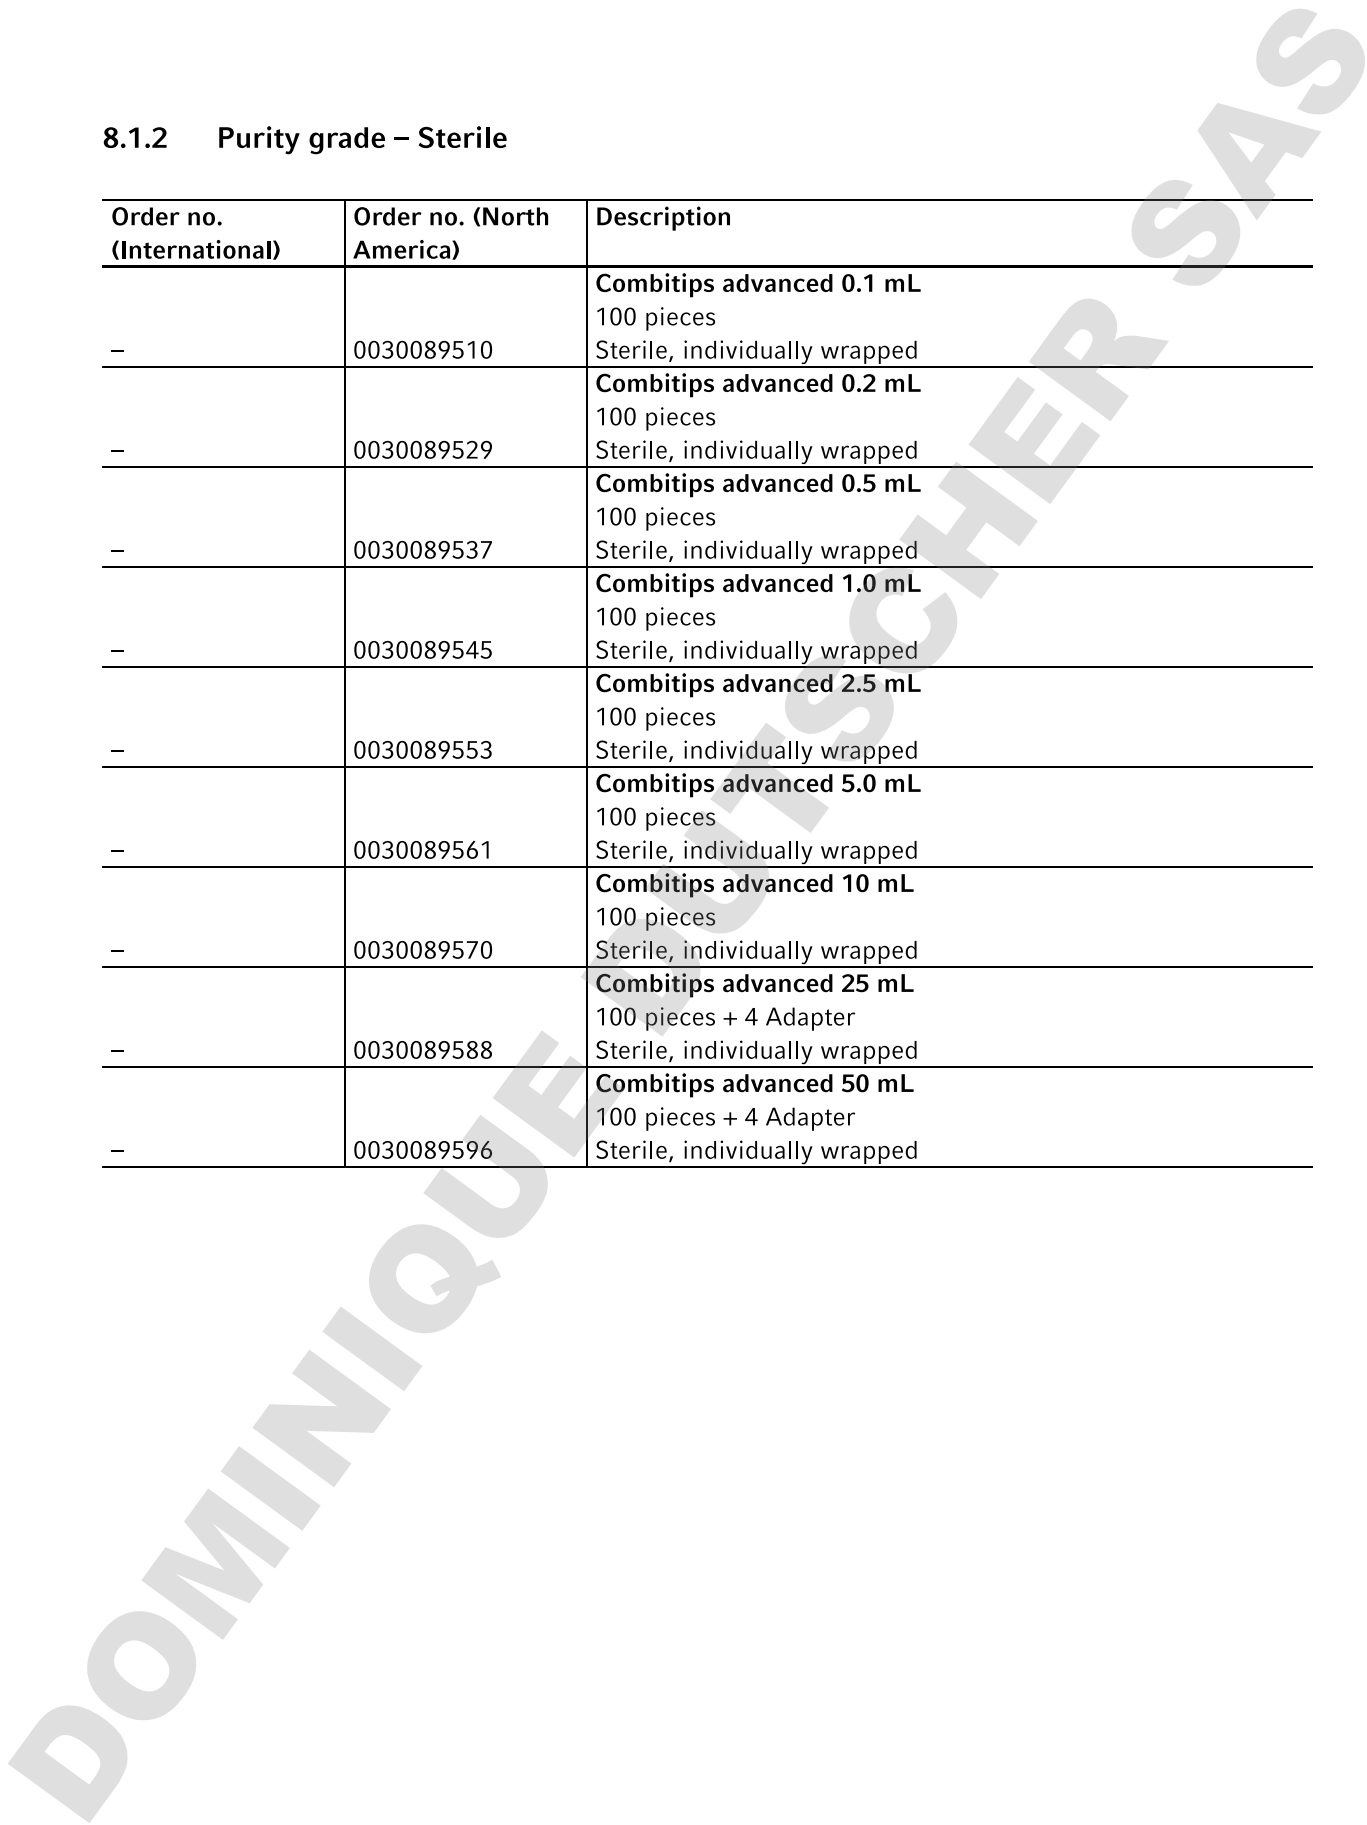 8.1.2 Purity grade – Sterile
Order no. (International) Order no. (North America) Description
Combitips advanced 0.1 mL
100 pieces
– 0030089510 Sterile, individually wrapped
Combitips advanced 0.2 mL
100 pieces
– 0030089529 Sterile, individually wrapped
Combitips advanced 0.5 mL
100 pieces
– 0030089537 Sterile, individually wrapped
Combitips advanced 1.0 mL
100 pieces
– 0030089545 Sterile, individually wrapped
Combitips advanced 2.5 mL
100 pieces
– 0030089553 Sterile, individually wrapped
Combitips advanced 5.0 mL
100 pieces
– 0030089561 Sterile, individually wrapped
Combitips advanced 10 mL
100 pieces
– 0030089570 Sterile, individually wrapped
Combitips advanced 25 mL
100 pieces + 4 Adapter
– 0030089588 Sterile, individually wrapped
Combitips advanced 50 mL
100 pieces + 4 Adapter
– 0030089596 Sterile, individually wrapped
DOMINIQUE DUTSCHER SAS